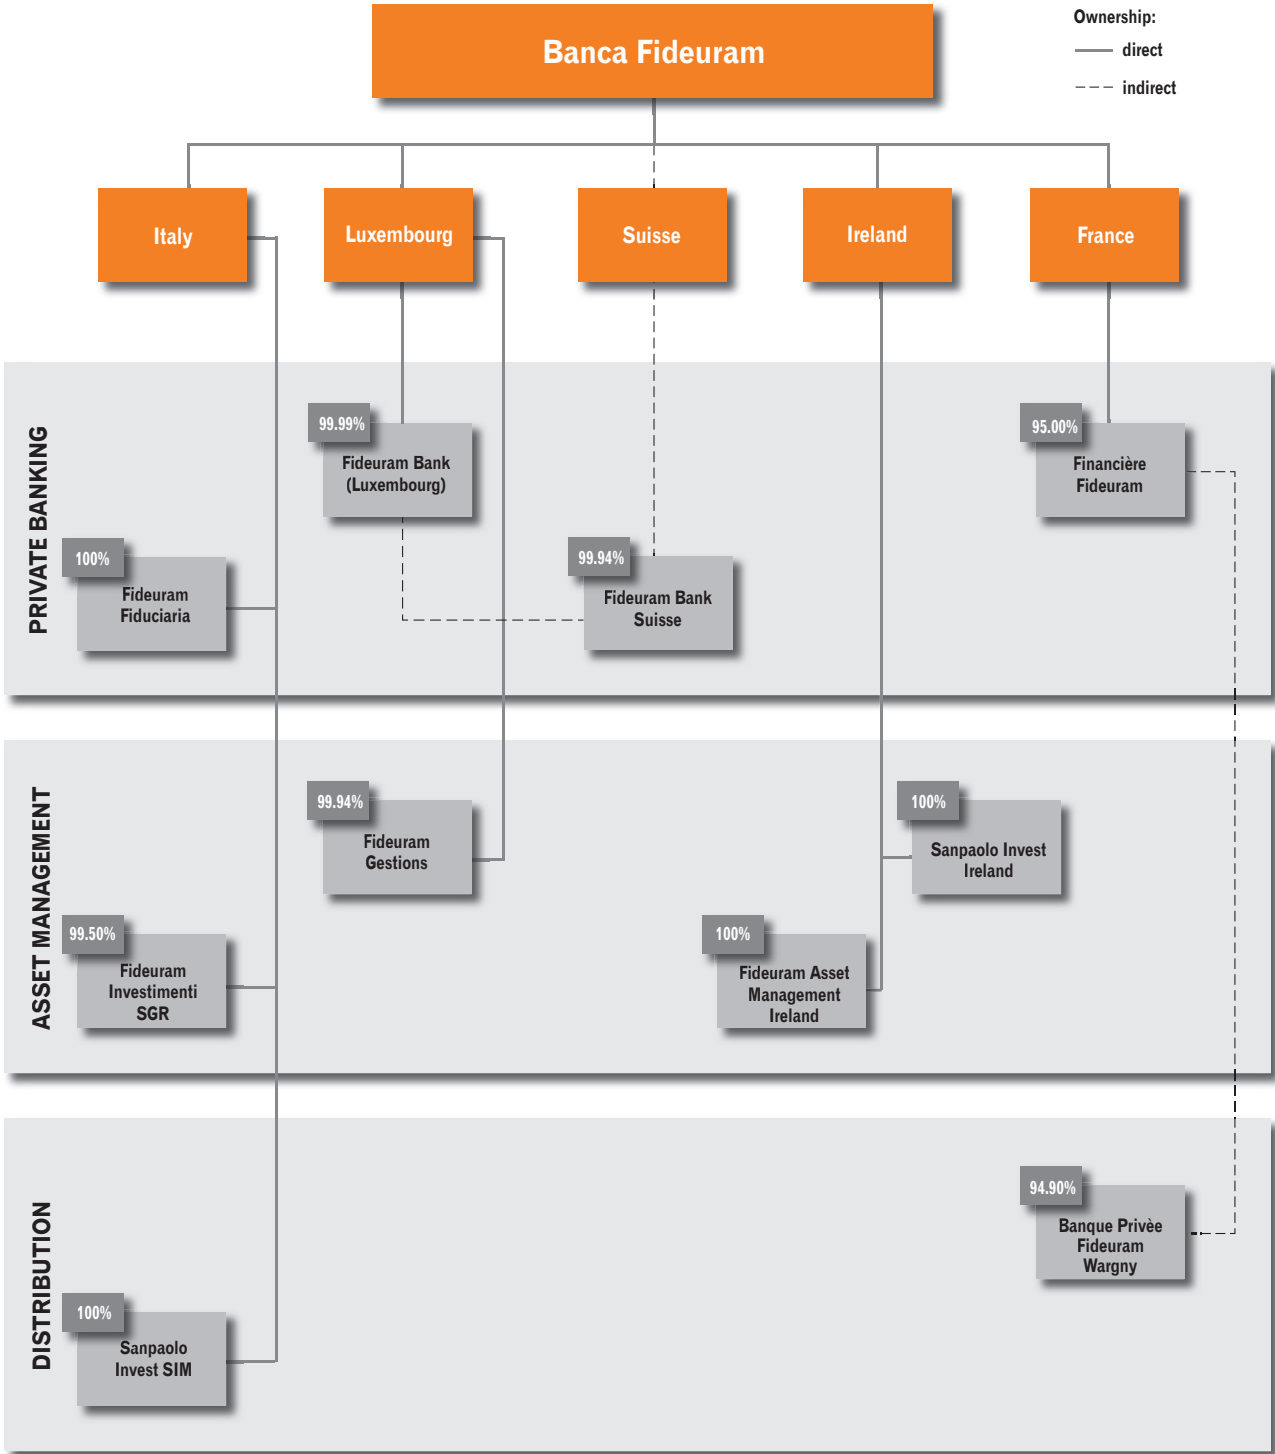 Banca Fideuram
Ownership:
direct
indirect
Italy
Luxembourg
Suisse
Ireland
France
PRIVATE BANKING
99.99%
Fideuram Bank
(Luxembourg)
95.00%
Financière
Fideuram
100%
Fideuram
Fiduciaria
99.94%
Fideuram Bank
Suisse
ASSET MANAGEMENT
99.94%
Fideuram
Gestions
100%
Sanpaolo Invest
Ireland
99.50%
Fideuram
Investimenti
SGR
100%
Fideuram Asset
Management
Ireland
DISTRIBUTION
94.90%
Banque Privèe
Fideuram
Wargny
100%
Sanpaolo
Invest SIM